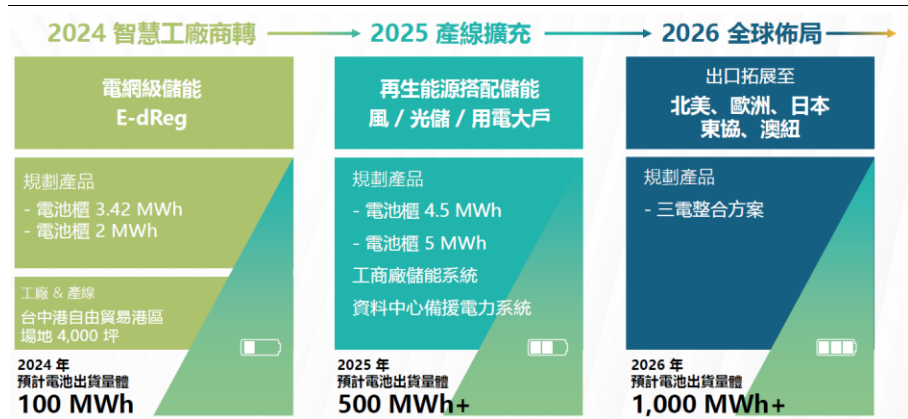 2024 智慧工廠商轉
2025 產線擴充
2026 全球佈局
電網級儲能
E-dReg
規劃產品
- 電池櫃 3.42 MWh
- 電池櫃 2 MWh
工廠 & 產線
台中港自由貿易港區
場地 4,000 坪
2024 年
預計電池出貨量體
100 MWh
再生能源搭配儲能
風 / 光儲 / 用電大戶
規劃產品
- 電池櫃 4.5 MWh
- 電池櫃 5 MWh
工商廠儲能系統
資料中心備援電力系統
2025 年
預計電池出貨量體
500 MWh+
出口拓展至
北美、歐洲、日本
東協、澳紐
規劃產品
- 三電整合方案
2026 年
預計電池出貨量體
1,000 MWh+